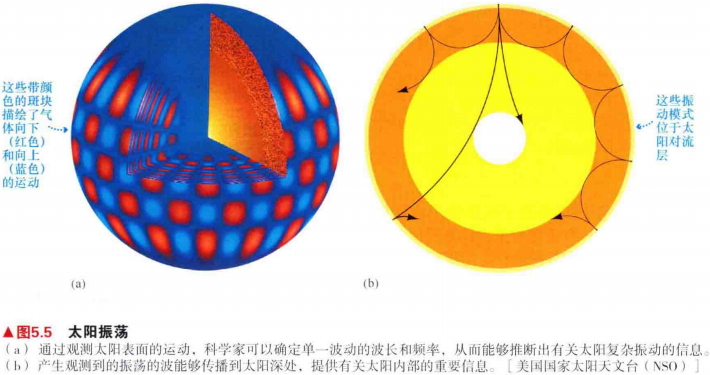 这些带颜
色的斑块
描绘了气
体向下
（红色）
和向上
（蓝色）
的运动
这些振
动模式
位于太
阳对流
层
(a)
(b)
▲图5.5 太阳振荡
（a）通过观测太阳表面的运动，科学家可以确定单一波动的波长和频率，从而能够推断出有关太阳复杂振动的信息。
（b）产生观测到的振荡的波能够传播到太阳深处，提供有关太阳内部的重要信息。［美国国家太阳天文台（NSO）］